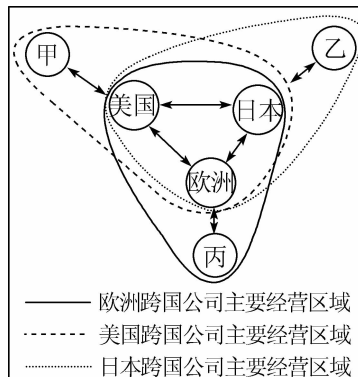 甲
乙
美国
日本
欧洲
丙
欧洲跨国公司主要经营区域
美国跨国公司主要经营区域
日本跨国公司主要经营区域